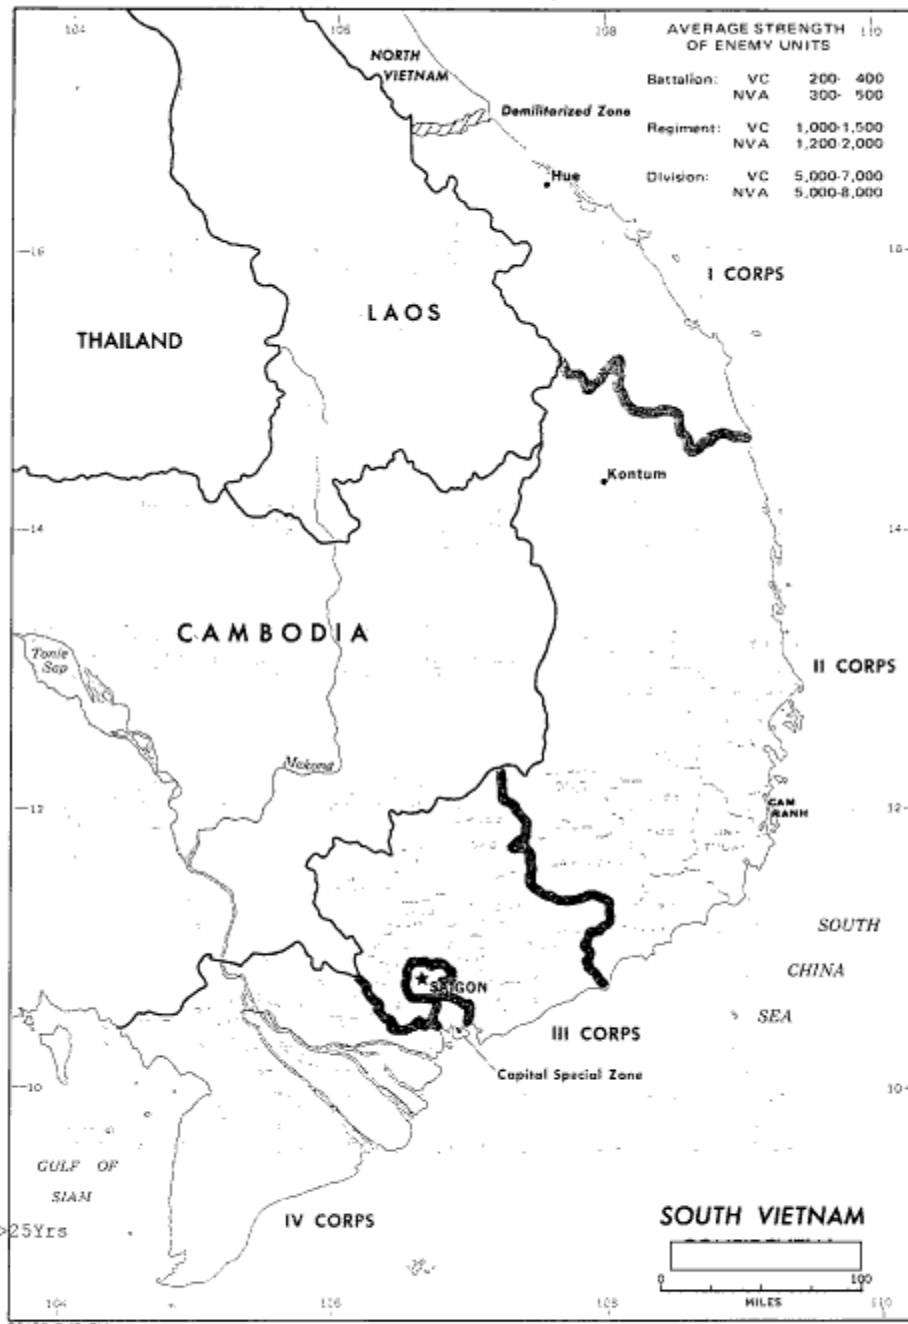 104
106
108
110
AVERAGE STRENGTH
OF ENEMY UNITS
Battalion: VC 200- 400
NVA 300- 500
Regiment: VC 1,000-1,500
NVA 1,200-2,000
Division: VC 5,000-7,000
NVA 5,000-8,000
NORTH
VIETNAM
Demilitarized Zone
Hue
16
16
I CORPS
LAOS
THAILAND
Kontum
14
14
CAMBODIA
Tonle
Sap
II CORPS
Mekong
12
CAM
RANH
12
SOUTH
CHINA
SEA
SAIGON
III CORPS
Capital Special Zone
10
10
GULF OF
SIAM
IV CORPS
>25Yrs
SOUTH VIETNAM
0 100
MILES
104
106
108
110